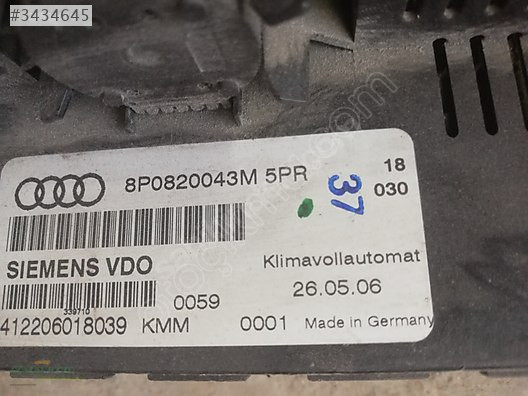 #3434645
8P0820043M 5PR
18
030
37
SIEMENS VDO
Klimavollautomat
26.05.06
339710
0059
412206018039 KMM
0001 Made in Germany